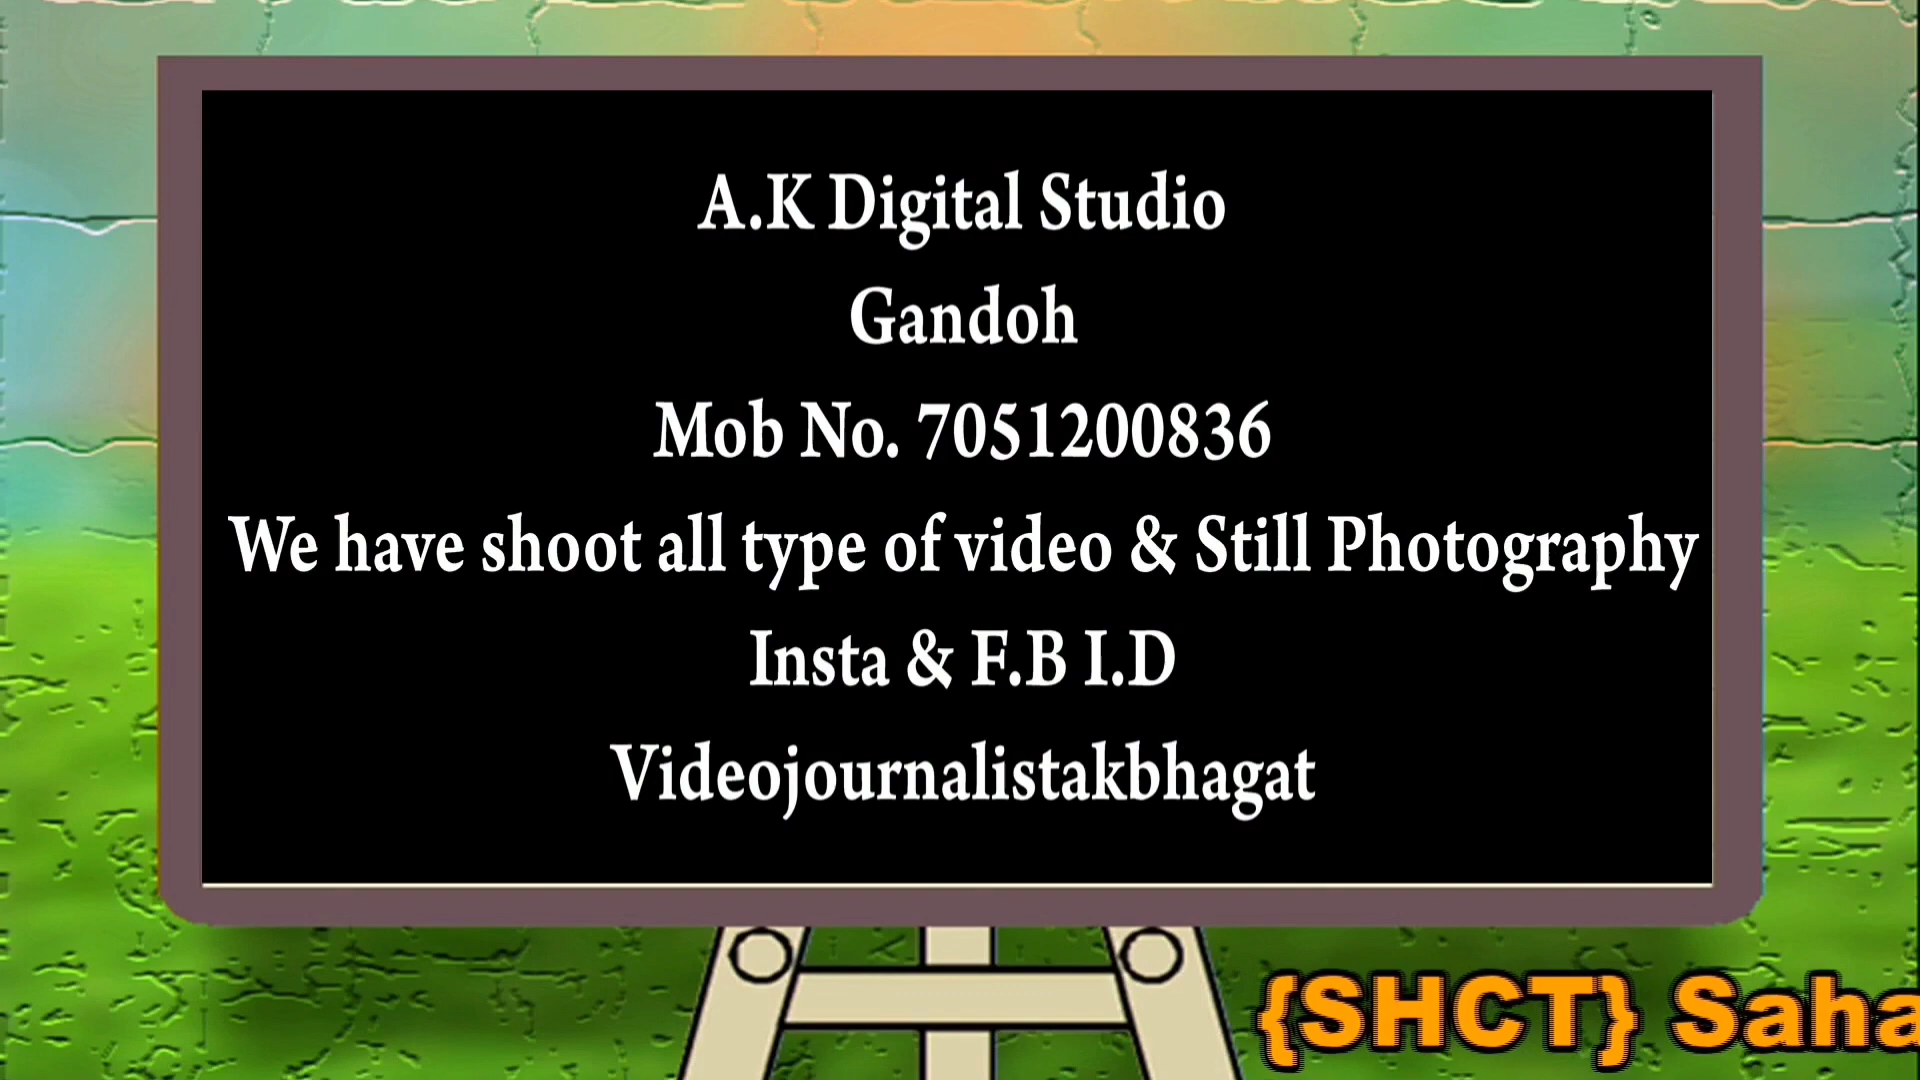 A.K Digital Studio
Gandoh
Mob No. 7051200836
We have shoot all type of video & Still Photography
Insta & F.B I.D
Videojournalistakbhagat
{SHCT} Saha